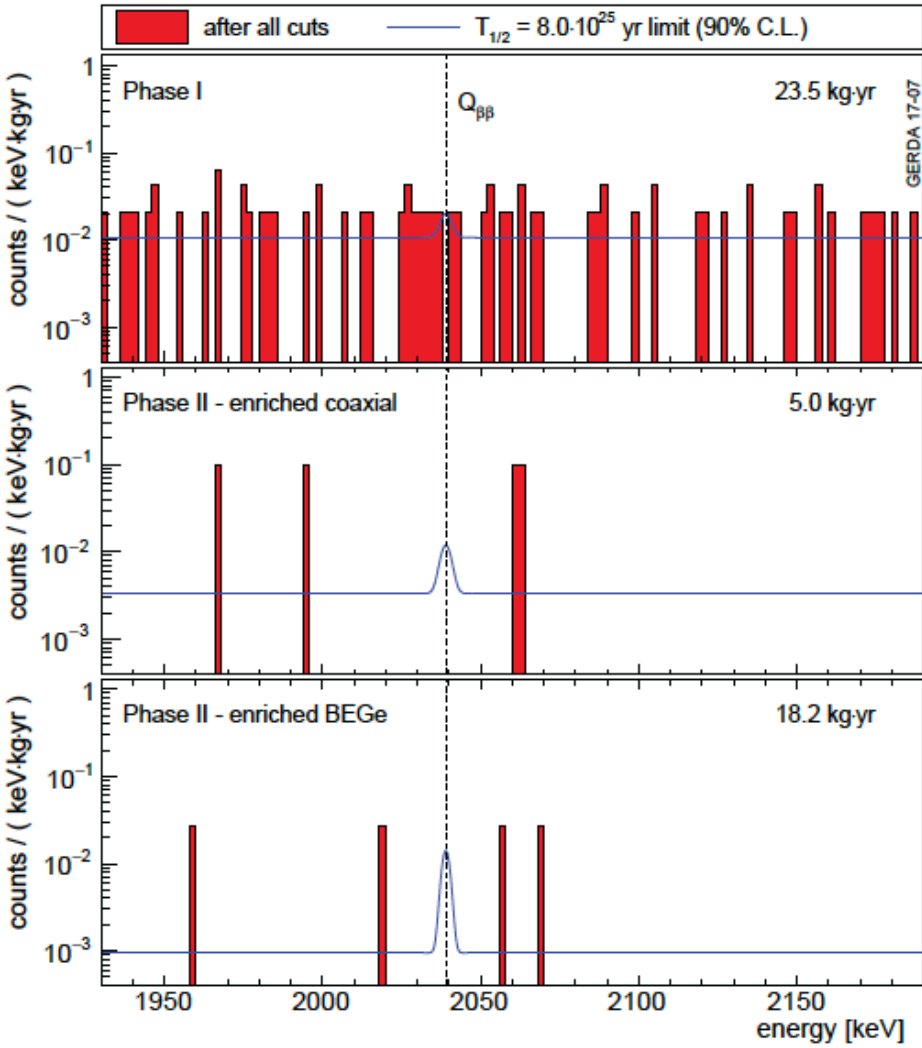 after all cuts
T1/2 = 8.0·10²⁵ yr limit (90% C.L.)
counts / ( keV·kg·yr )
1
10⁻¹
10⁻²
10⁻³
Phase I
Qββ
23.5 kg·yr
GERDA 17-07
counts / ( keV·kg·yr )
1
10⁻¹
10⁻²
10⁻³
Phase II - enriched coaxial
5.0 kg·yr
counts / ( keV·kg·yr )
1
10⁻¹
10⁻²
10⁻³
Phase II - enriched BEGe
18.2 kg·yr
1950 2000 2050 2100 2150
energy [keV]